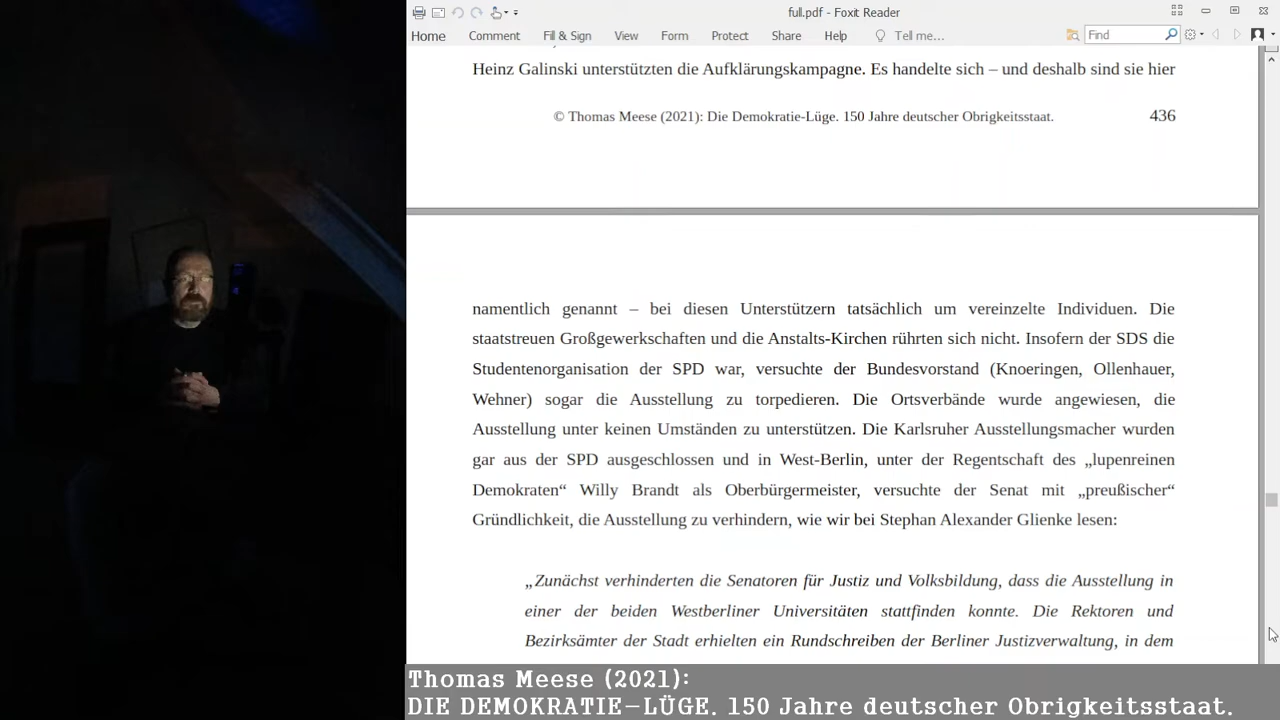 full.pdf - Foxit Reader
Home Comment Fill & Sign View Form Protect Share Help Tell me... Find
Heinz Galinski unterstützten die Aufklärungskampagne. Es handelte sich – und deshalb sind sie hier
© Thomas Meese (2021): Die Demokratie-Lüge. 150 Jahre deutscher Obrigkeitsstaat. 436
namentlich genannt – bei diesen Unterstützern tatsächlich um vereinzelte Individuen. Die
staatstreuen Großgewerkschaften und die Anstalts-Kirchen rührten sich nicht. Insofern der SDS die
Studentenorganisation der SPD war, versuchte der Bundesvorstand (Knoeringen, Ollenhauer,
Wehner) sogar die Ausstellung zu torpedieren. Die Ortsverbände wurde angewiesen, die
Ausstellung unter keinen Umständen zu unterstützen. Die Karlsruher Ausstellungsmacher wurden
gar aus der SPD ausgeschlossen und in West-Berlin, unter der Regentschaft des „lupenreinen
Demokraten“ Willy Brandt als Oberbürgermeister, versuchte der Senat mit „preußischer“
Gründlichkeit, die Ausstellung zu verhindern, wie wir bei Stephan Alexander Glienke lesen:
„Zunächst verhinderten die Senatoren für Justiz und Volksbildung, dass die Ausstellung in
einer der beiden Westberliner Universitäten stattfinden konnte. Die Rektoren und
Bezirksämter der Stadt erhielten ein Rundschreiben der Berliner Justizverwaltung, in dem
Thomas Meese (2021):
DIE DEMOKRATIE-LÜGE. 150 Jahre deutscher Obrigkeitsstaat.